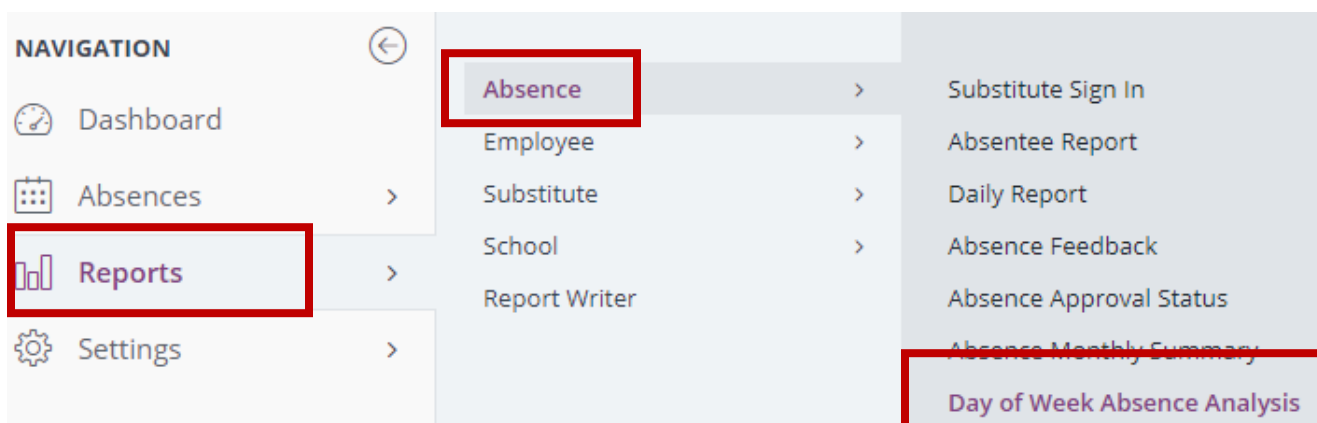 NAVIGATION
Dashboard
Absences
Reports
Settings
Absence
Employee
Substitute
School
Report Writer
Substitute Sign In
Absentee Report
Daily Report
Absence Feedback
Absence Approval Status
Absence Monthly Summary
Day of Week Absence Analysis